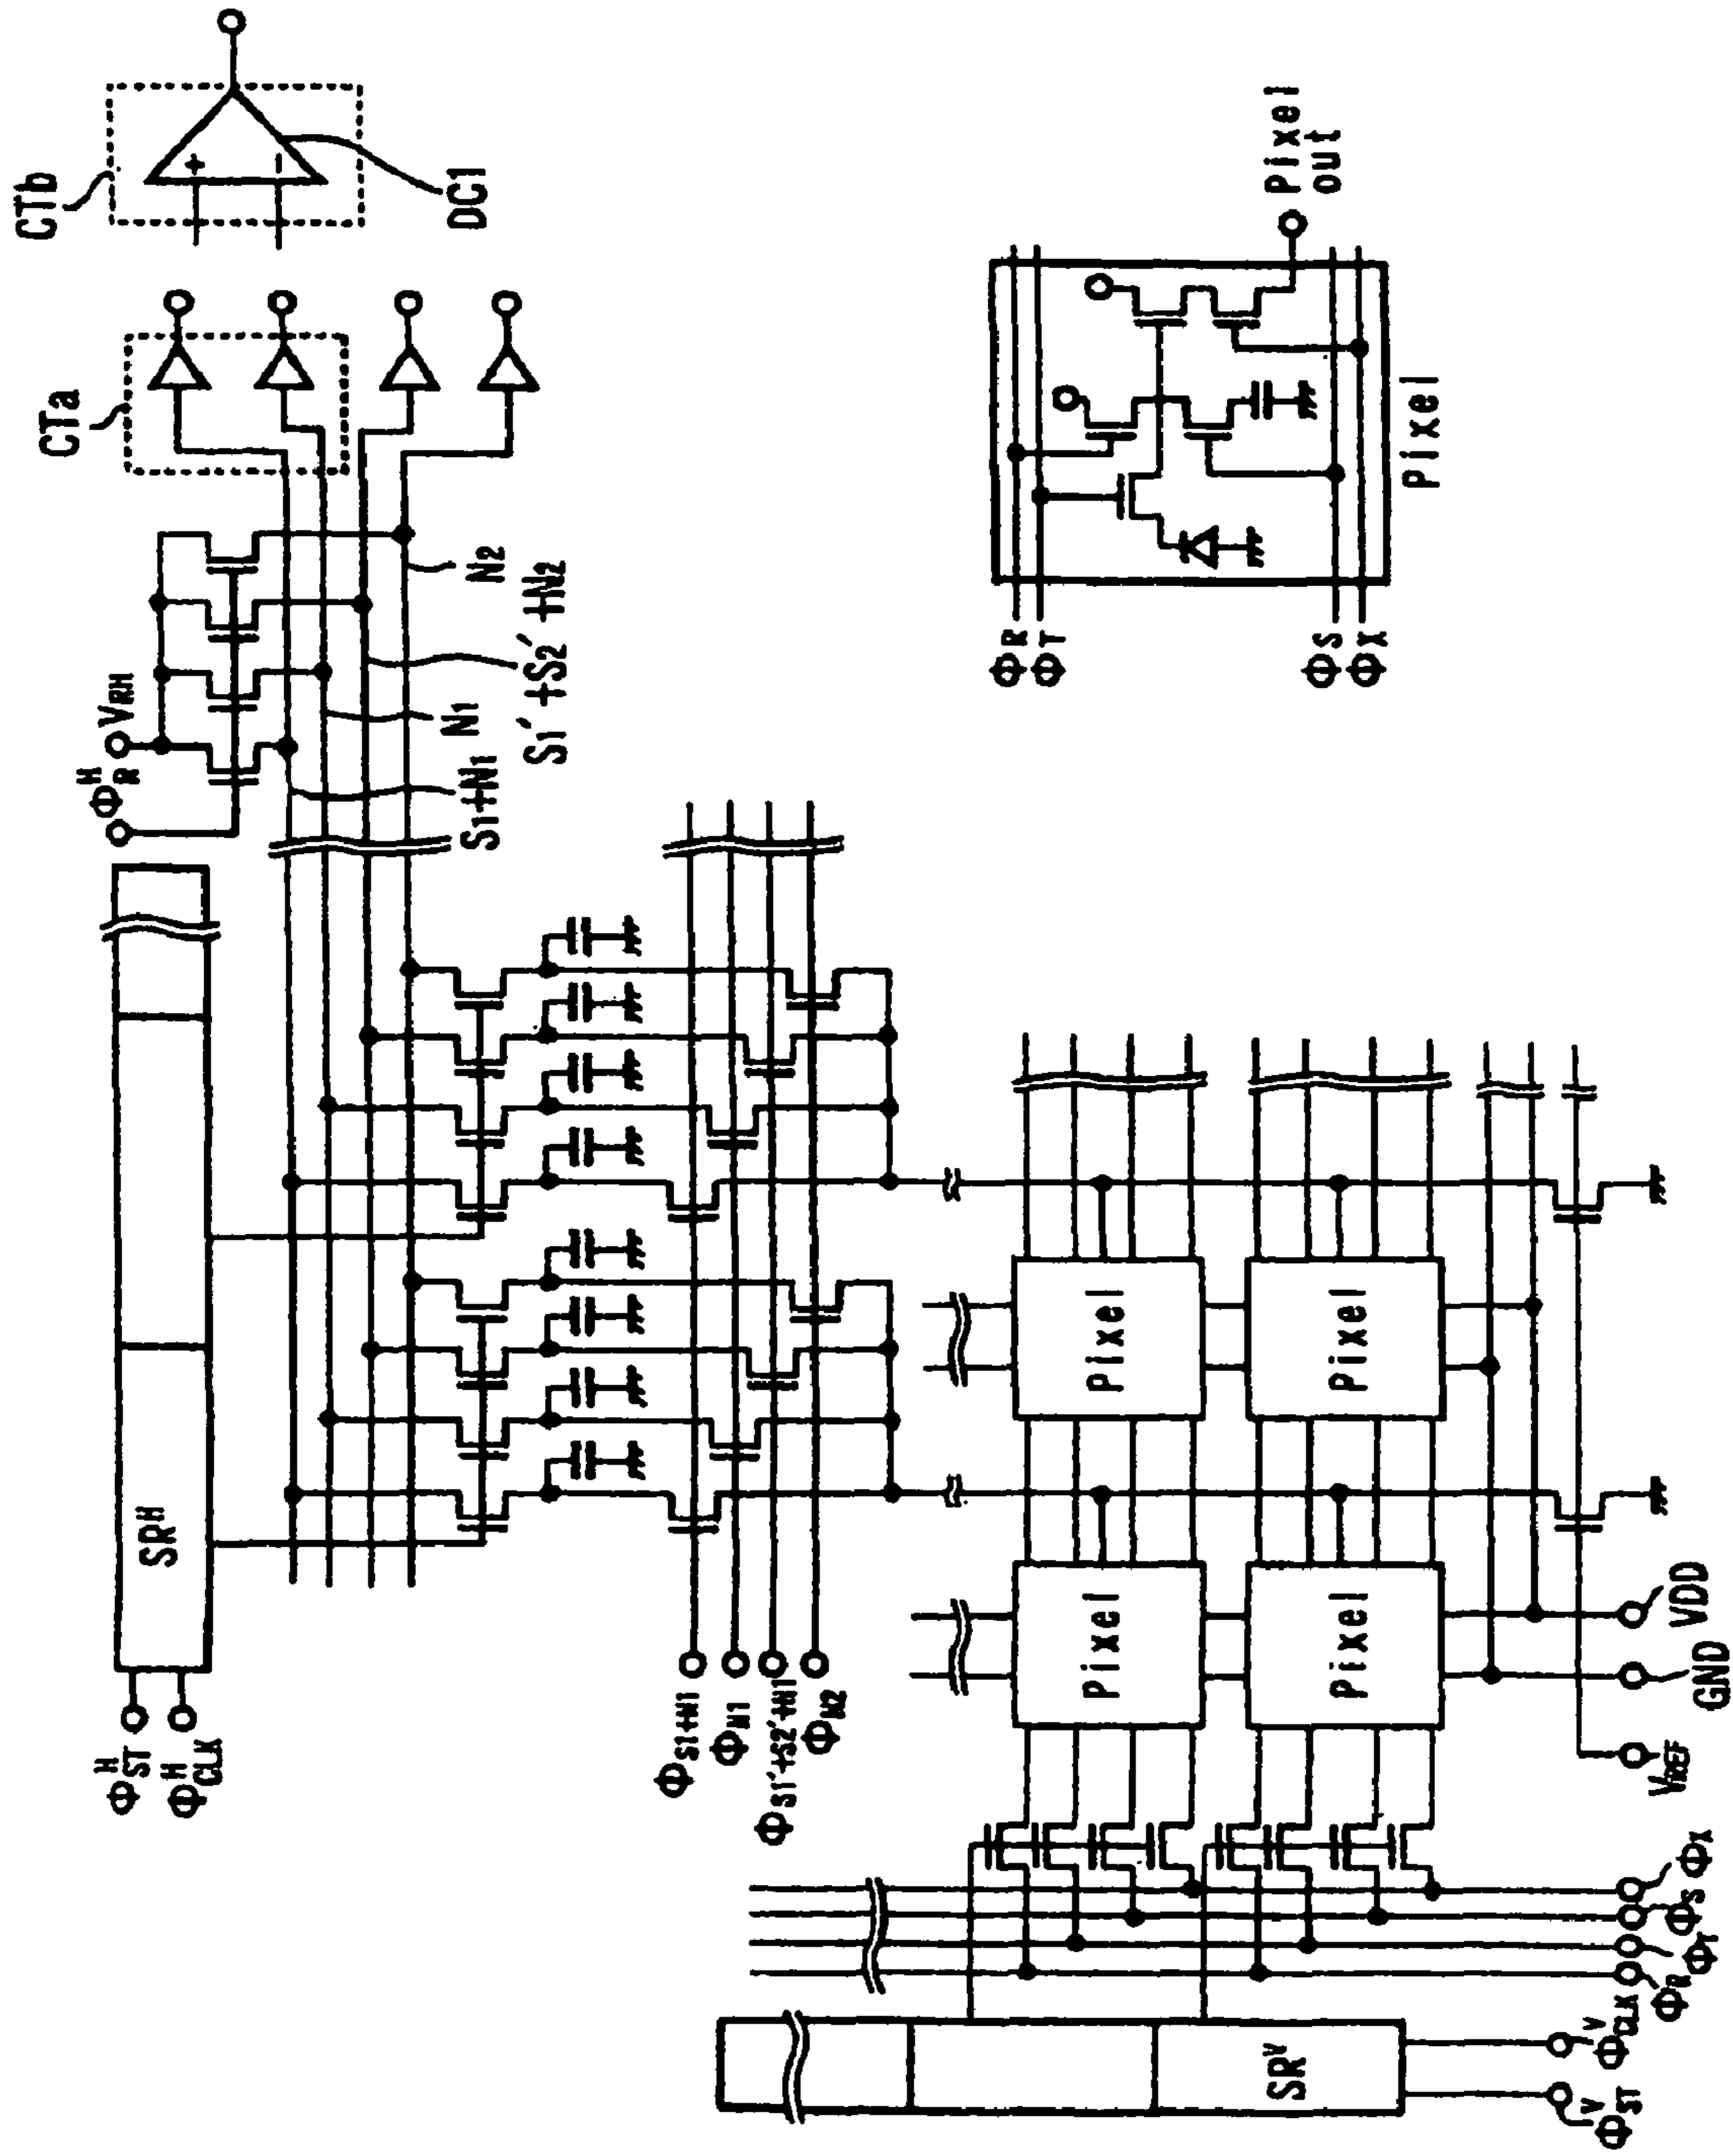 CTb
+
−
DC1
CTa
Φ^H_R
V_RH
N2
S1'+S2'+N2
N1
S1+N1
SR^H
Φ^H_ST
Φ^H_CLK
Φ_S1+N1
Φ_N1
Φ_S1'+S2'+N1
Φ_N2
Pixel out
Pixel
Φ_R
Φ_T
Φ_S
Φ_X
Pixel
Pixel
Pixel
Pixel
VDD
GND
V_REF
Φ_X
Φ_S
Φ_T
Φ_R
SR^V
Φ^V_CLK
Φ^V_ST